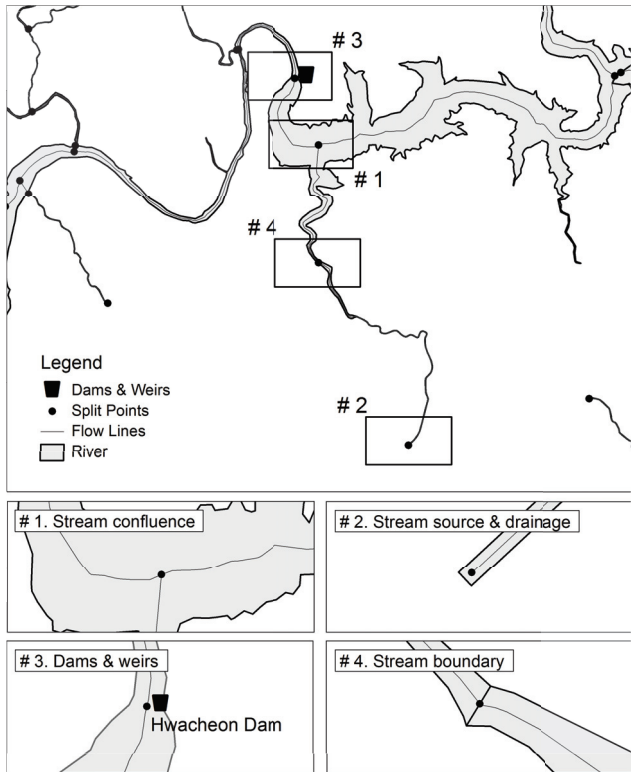 # 3
# 1
# 4
Legend
Dams & Weirs
Split Points
Flow Lines
River
# 2
# 1. Stream confluence
# 2. Stream source & drainage
# 3. Dams & weirs
Hwacheon Dam
# 4. Stream boundary